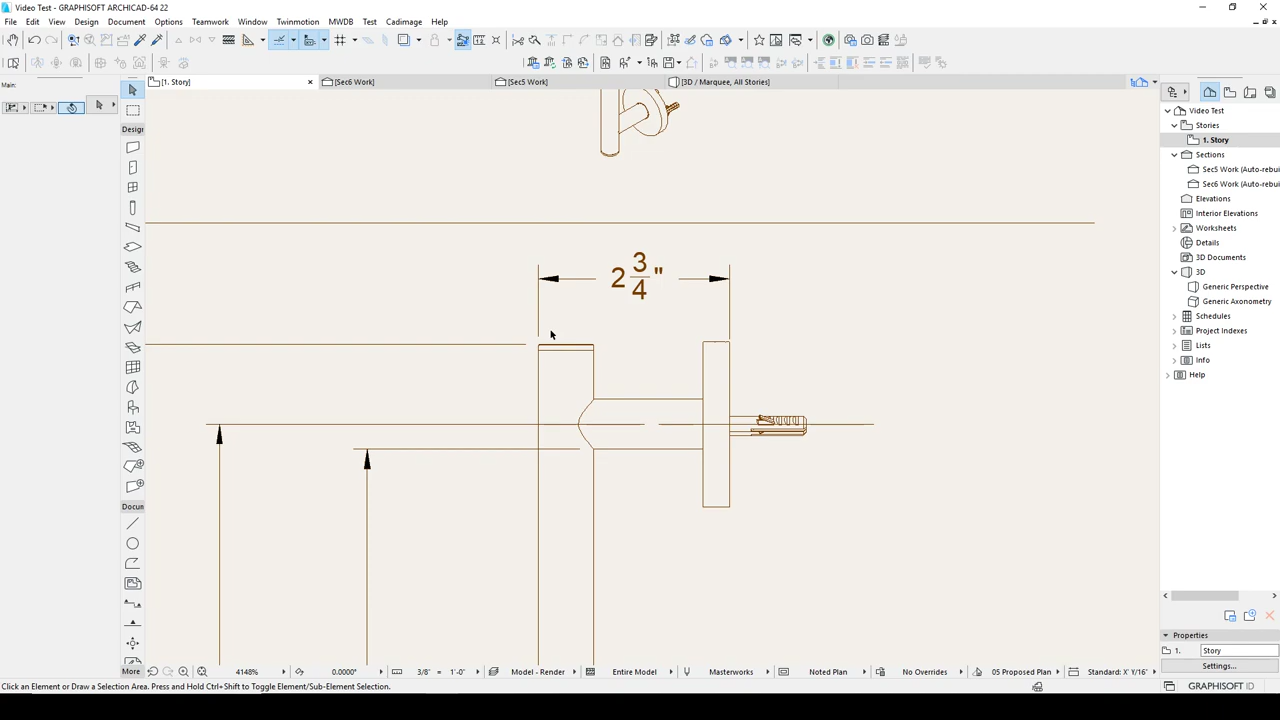 Video Test - GRAPHISOFT ARCHICAD-64 22
File Edit View Design Document Options Teamwork Window Twinmotion MWDB Test Cadimage Help
[1. Story] [Sec6 Work] [Sec5 Work] [3D / Marquee, All Stories]
Main:
Desig
Docun
More
2 3/4"
Video Test
Stories
1. Story
Sections
Sec5 Work (Auto-rebui
Sec6 Work (Auto-rebui
Elevations
Interior Elevations
Worksheets
Details
3D Documents
3D
Generic Perspective
Generic Axonometry
Schedules
Project Indexes
Lists
Info
Help
Properties
1. Story
Settings...
4148% 0.0000° 3/8" = 1'-0" Model - Render Entire Model Masterworks Noted Plan No Overrides 05 Proposed Plan Standard: X' Y/16"
Click an Element or Draw a Selection Area. Press and Hold Ctrl+Shift to Toggle Element/Sub-Element Selection.
GRAPHISOFT ID